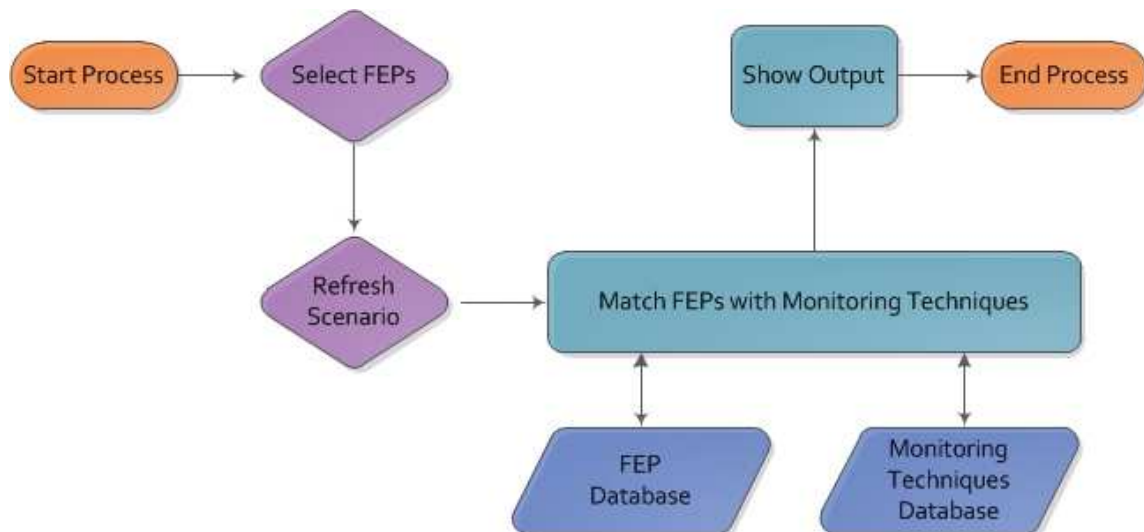 Start Process
Select FEPs
Show Output
End Process
Refresh
Scenario
Match FEPs with Monitoring Techniques
FEP
Database
Monitoring
Techniques
Database